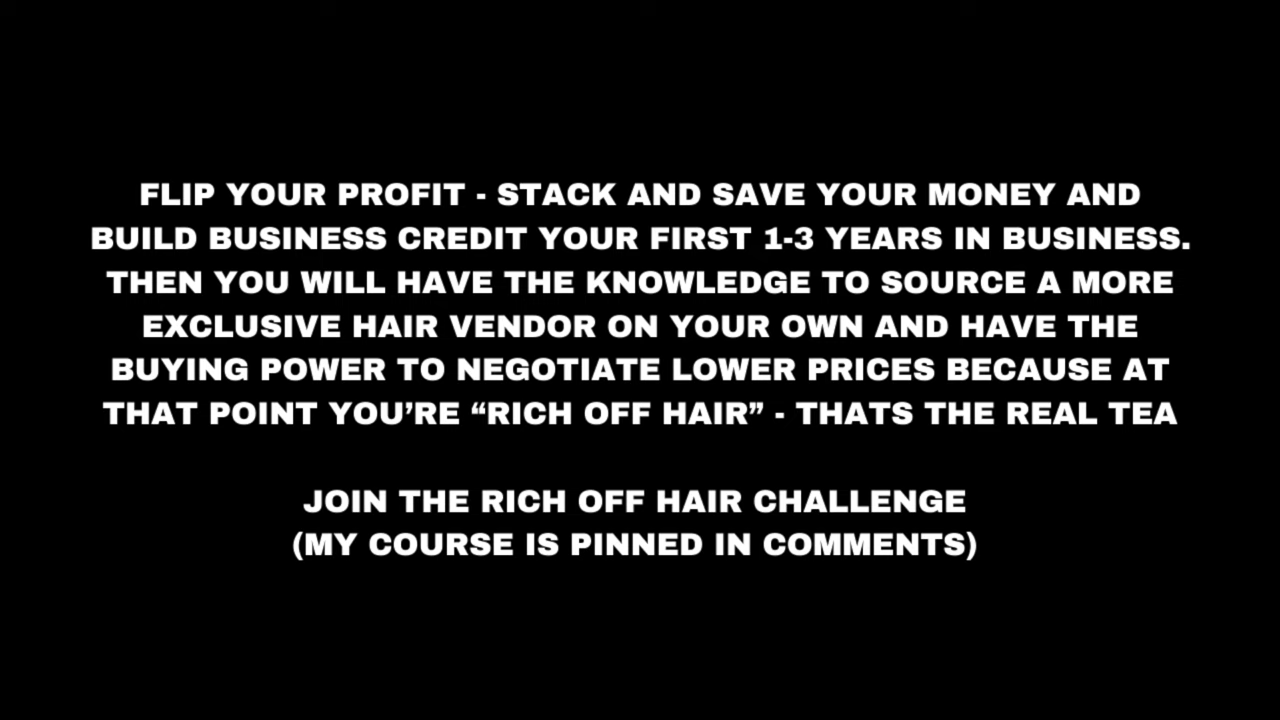 FLIP YOUR PROFIT - STACK AND SAVE YOUR MONEY AND
BUILD BUSINESS CREDIT YOUR FIRST 1-3 YEARS IN BUSINESS.
THEN YOU WILL HAVE THE KNOWLEDGE TO SOURCE A MORE
EXCLUSIVE HAIR VENDOR ON YOUR OWN AND HAVE THE
BUYING POWER TO NEGOTIATE LOWER PRICES BECAUSE AT
THAT POINT YOU’RE “RICH OFF HAIR” - THATS THE REAL TEA
JOIN THE RICH OFF HAIR CHALLENGE
(MY COURSE IS PINNED IN COMMENTS)